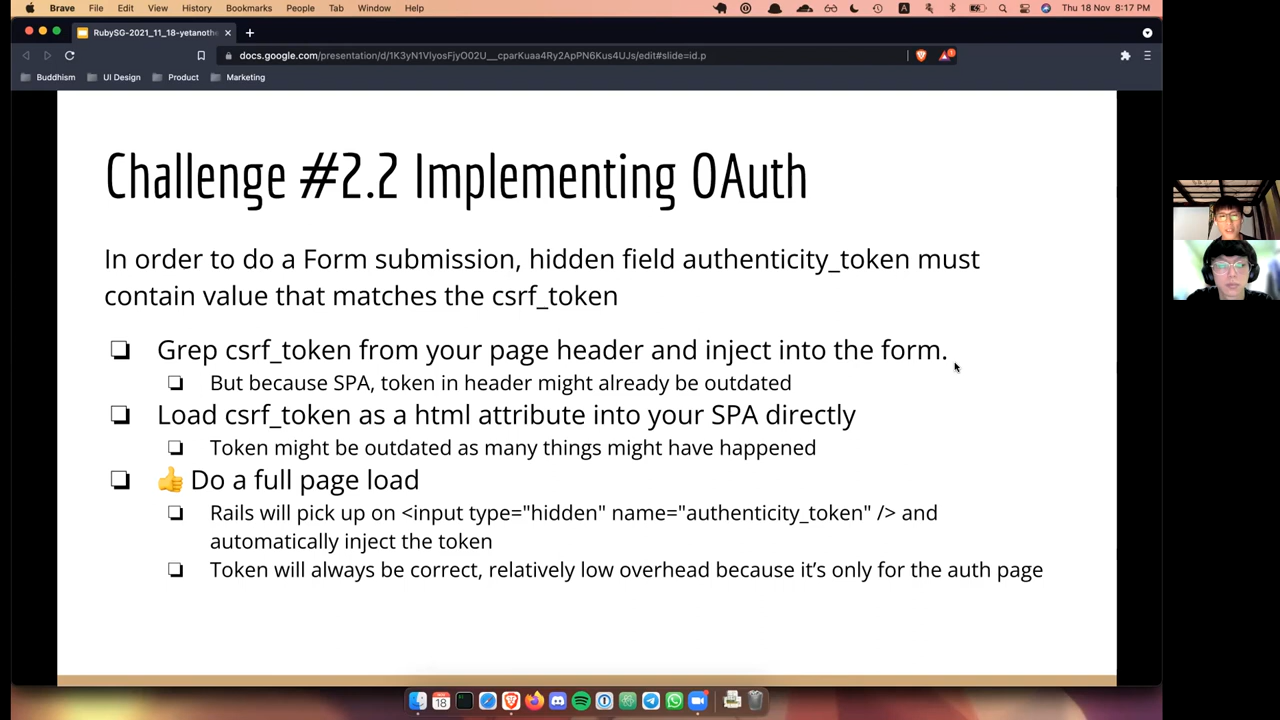 Brave File Edit View History Bookmarks People Tab Window Help
Thu 18 Nov 8:17 PM
RubySG-2021_11_18-yetanothe
docs.google.com/presentation/d/1K3yN1VlyosFjyO02U__cparKuaa4Ry2ApPN6Kus4UJs/edit#slide=id.p
Buddhism UI Design Product Marketing
Challenge #2.2 Implementing OAuth
In order to do a Form submission, hidden field authenticity_token must
contain value that matches the csrf_token
Grep csrf_token from your page header and inject into the form.
But because SPA, token in header might already be outdated
Load csrf_token as a html attribute into your SPA directly
Token might be outdated as many things might have happened
👍 Do a full page load
Rails will pick up on <input type="hidden" name="authenticity_token" /> and
automatically inject the token
Token will always be correct, relatively low overhead because it's only for the auth page
18